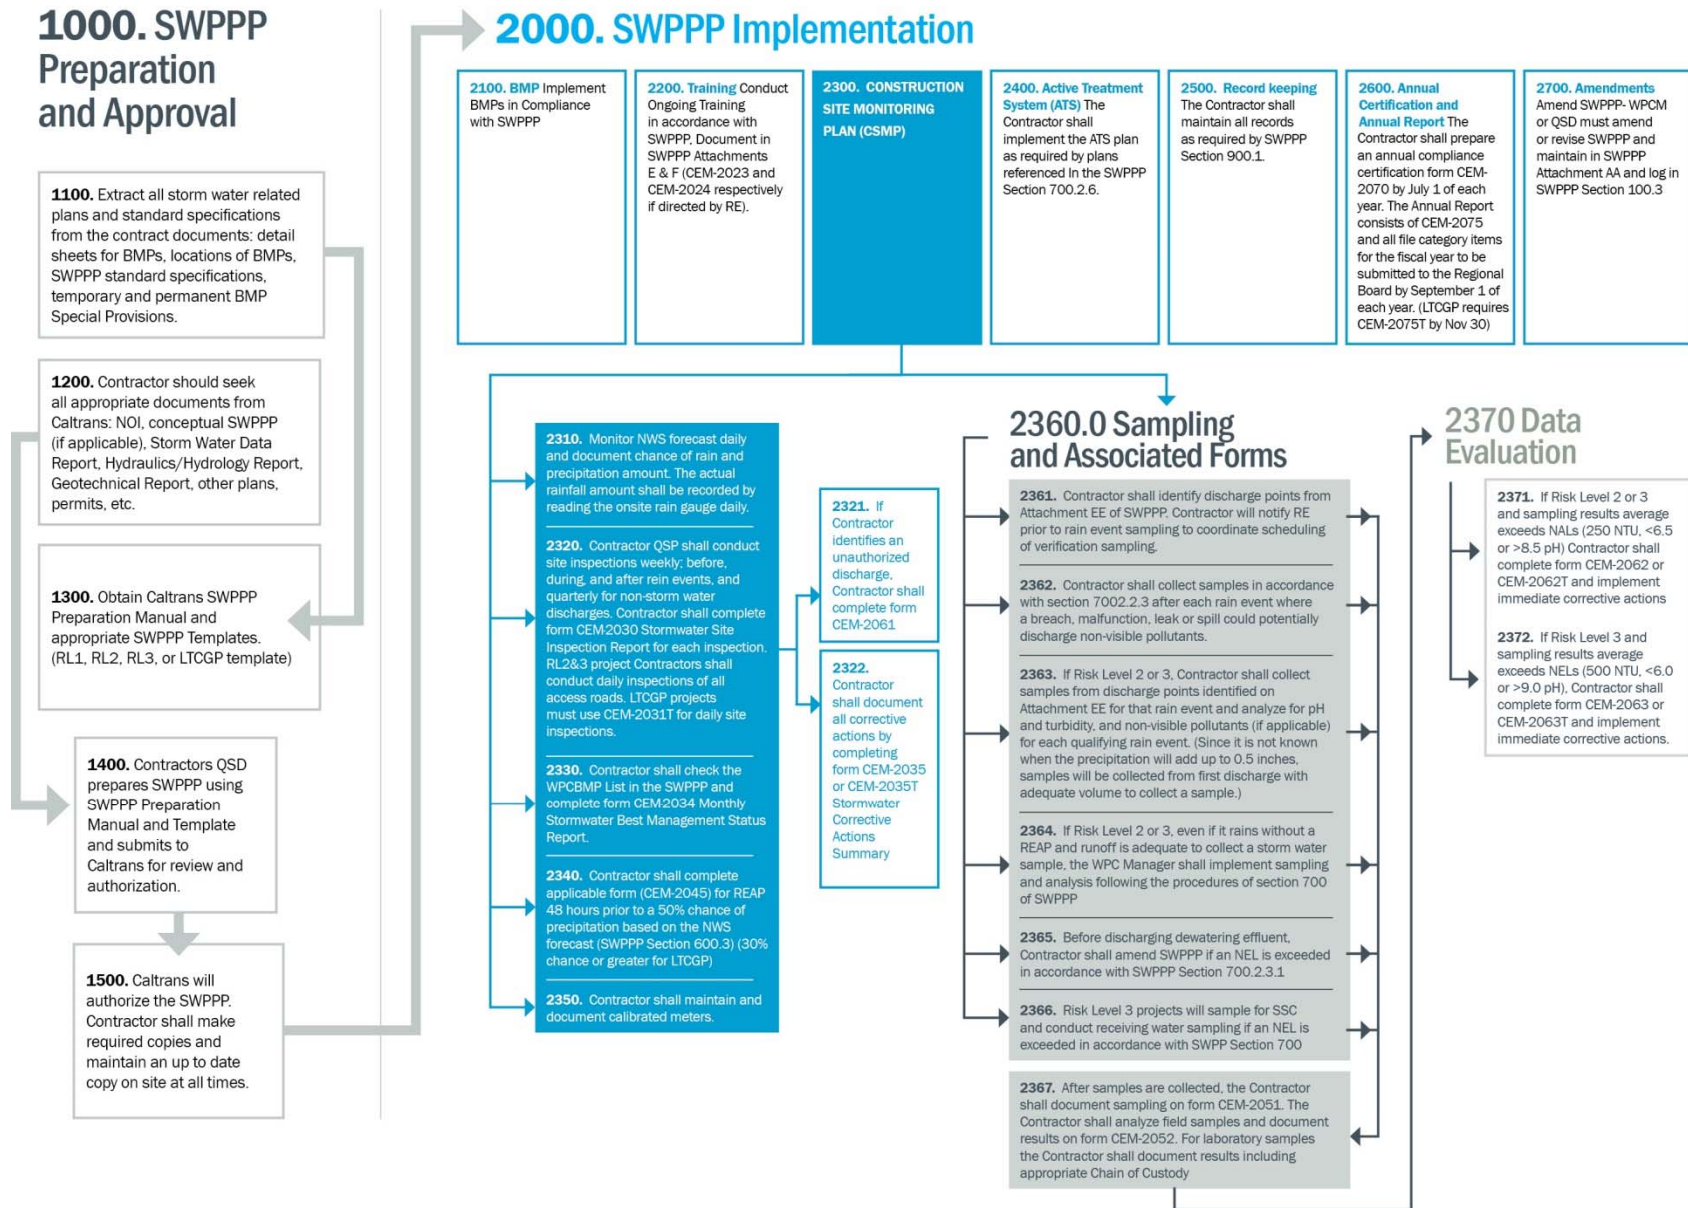 1000. SWPPP
Preparation
and Approval
1100. Extract all storm water related
plans and standard specifications
from the contract documents: detail
sheets for BMPs, locations of BMPs,
SWPPP standard specifications,
temporary and permanent BMP
Special Provisions.
1200. Contractor should seek
all appropriate documents from
Caltrans: NOI, conceptual SWPPP
(if applicable), Storm Water Data
Report, Hydraulics/Hydrology Report,
Geotechnical Report, other plans,
permits, etc.
1300. Obtain Caltrans SWPPP
Preparation Manual and
appropriate SWPPP Templates.
(RL1, RL2, RL3, or LTCGP template)
1400. Contractors QSD
prepares SWPPP using
SWPPP Preparation
Manual and Template
and submits to
Caltrans for review and
authorization.
1500. Caltrans will
authorize the SWPPP.
Contractor shall make
required copies and
maintain an up to date
copy on site at all times.
2000. SWPPP Implementation
2100. BMP Implement
BMPs in Compliance
with SWPPP
2200. Training Conduct
Ongoing Training
in accordance with
SWPPP, Document in
SWPPP Attachments
E & F (CEM-2023 and
CEM-2024 respectively
if directed by RE).
2300. CONSTRUCTION
SITE MONITORING
PLAN (CSMP)
2400. Active Treatment
System (ATS) The
Contractor shall
implement the ATS plan
as required by plans
referenced In the SWPPP
Section 700.2.6.
2500. Record keeping
The Contractor shall
maintain all records
as required by SWPPP
Section 900.1.
2600. Annual
Certification and
Annual Report The
Contractor shall prepare
an annual compliance
certification form CEM-
2070 by July 1 of each
year. The Annual Report
consists of CEM-2075
and all file category items
for the fiscal year to be
submitted to the Regional
Board by September 1 of
each year. (LTCGP requires
CEM-2075T by Nov 30)
2700. Amendments
Amend SWPPP- WPCM
or QSD must amend
or revise SWPPP and
maintain in SWPPP
Attachment AA and log in
SWPPP Section 100.3
2310. Monitor NWS forecast daily
and document chance of rain and
precipitation amount. The actual
rainfall amount shall be recorded by
reading the onsite rain gauge daily.
2320. Contractor QSP shall conduct
site inspections weekly; before,
during, and after rein events, and
quarterly for non-storm water
discharges. Contractor shall complete
form CEM-2030 Stormwater Site
Inspection Report for each inspection.
RL2&3 project Contractors shall
conduct daily inspections of all
access roads. LTCGP projects
must use CEM-2031T for daily site
inspections.
2330. Contractor shall check the
WPCBMP List in the SWPPP and
complete form CEM-2034 Monthly
Stormwater Best Management Status
Report.
2340. Contractor shall complete
applicable form (CEM-2045) for REAP
48 hours prior to a 50% chance of
precipitation based on the NWS
forecast (SWPPP Section 600.3) (30%
chance or greater for LTCGP)
2350. Contractor shall maintain and
document calibrated meters.
2321. If
Contractor
identifies an
unauthorized
discharge,
Contractor shall
complete form
CEM-2061
2322.
Contractor
shall document
all corrective
actions by
completing
form CEM-2035
or CEM-2035T
Stormwater
Corrective
Actions
Summary
2360.0 Sampling
and Associated Forms
2361. Contractor shall identify discharge points from
Attachment EE of SWPPP. Contractor will notify RE
prior to rain event sampling to coordinate scheduling
of verification sampling.
2362. Contractor shall collect samples in accordance
with section 7002.2.3 after each rain event where
a breach, malfunction, leak or spill could potentially
discharge non-visible pollutants.
2363. If Risk Level 2 or 3, Contractor shall collect
samples from discharge points identified on
Attachment EE for that rain event and analyze for pH
and turbidity, and non-visible pollutants (if applicable)
for each qualifying rain event. (Since it is not known
when the precipitation will add up to 0.5 inches,
samples will be collected from first discharge with
adequate volume to collect a sample.)
2364. If Risk Level 2 or 3, even if it rains without a
REAP and runoff is adequate to collect a storm water
sample, the WPC Manager shall implement sampling
and analysis following the procedures of section 700
of SWPPP
2365. Before discharging dewatering effluent,
Contractor shall amend SWPPP if an NEL is exceeded
in accordance with SWPPP Section 700.2.3.1
2366. Risk Level 3 projects will sample for SSC
and conduct receiving water sampling if an NEL is
exceeded in accordance with SWPP Section 700
2367. After samples are collected, the Contractor
shall document sampling on form CEM-2051. The
Contractor shall analyze field samples and document
results on form CEM-2052. For laboratory samples
the Contractor shall document results including
appropriate Chain of Custody
2370 Data
Evaluation
2371. If Risk Level 2 or 3
and sampling results average
exceeds NALs (250 NTU, <6.5
or >8.5 pH) Contractor shall
complete form CEM-2062 or
CEM-2062T and implement
immediate corrective actions
2372. If Risk Level 3 and
sampling results average
exceeds NELs (500 NTU, <6.0
or >9.0 pH), Contractor shall
complete form CEM-2063 or
CEM-2063T and implement
immediate corrective actions.